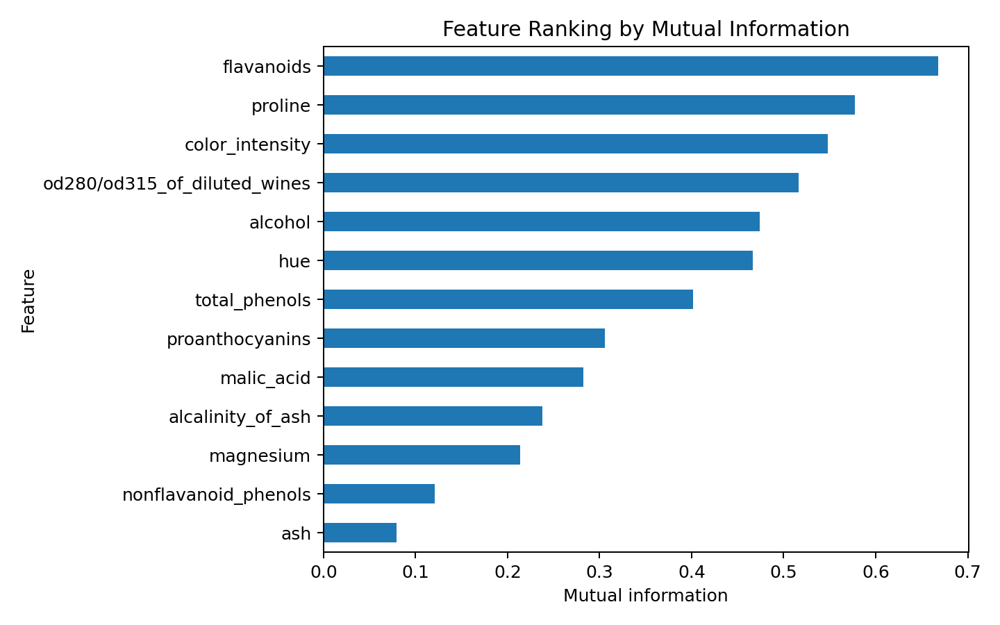 Feature Ranking by Mutual Information
flavanoids
proline
color_intensity
od280/od315_of_diluted_wines
alcohol
hue
total_phenols
proanthocyanins
malic_acid
alcalinity_of_ash
magnesium
nonflavanoid_phenols
ash
Feature
0.0 0.1 0.2 0.3 0.4 0.5 0.6 0.7
Mutual information